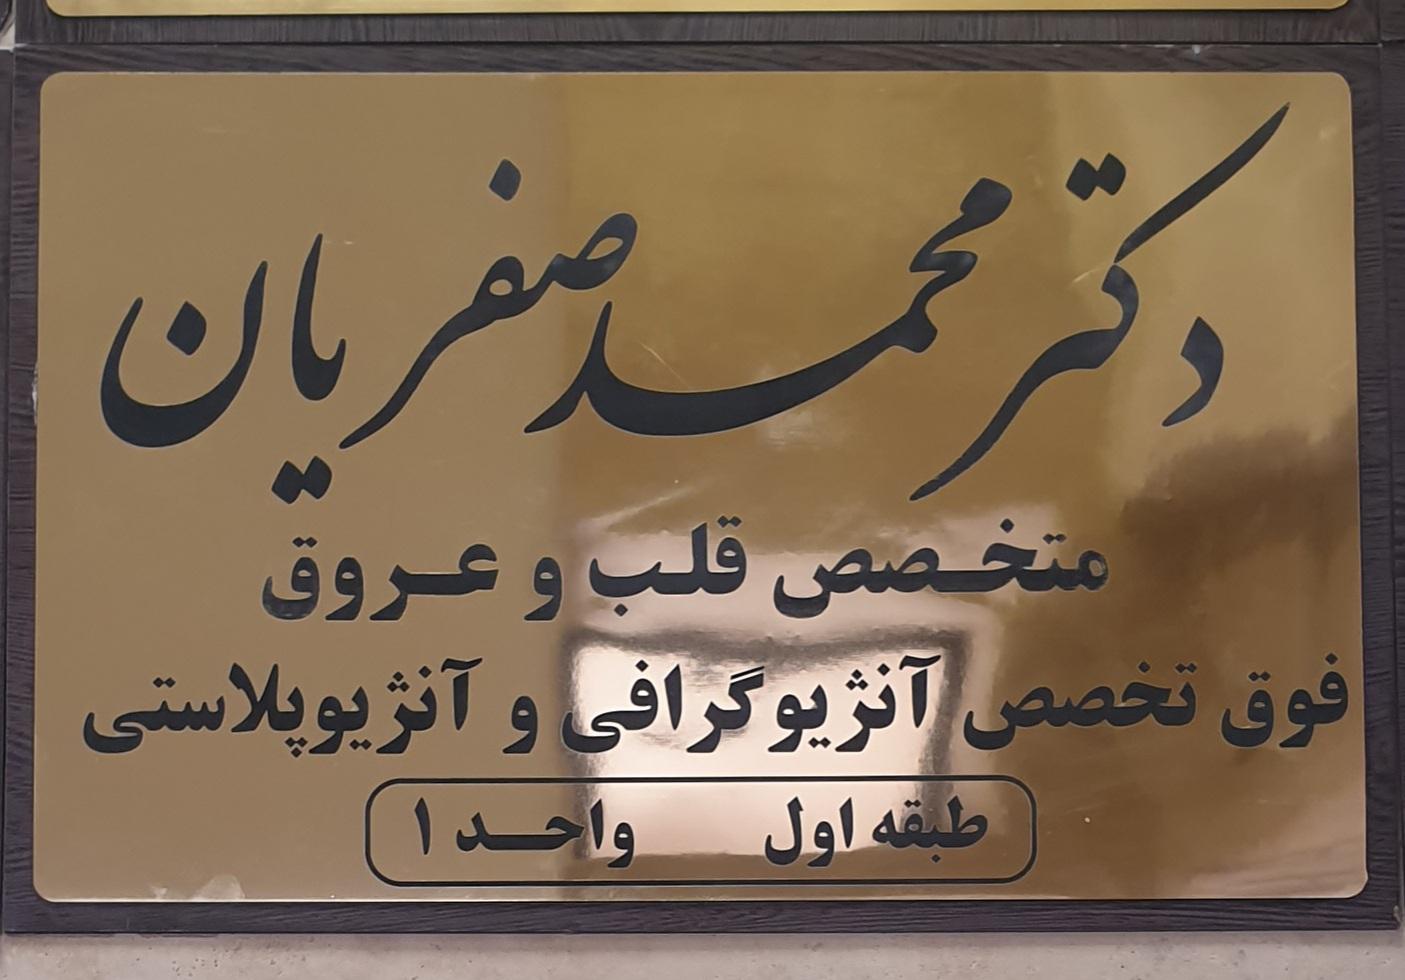 دکتر محمد صفریان
متخصص قلب و عروق
فوق تخصص آنژیوگرافی و آنژیوپلاستی
طبقه اول واحد ۱